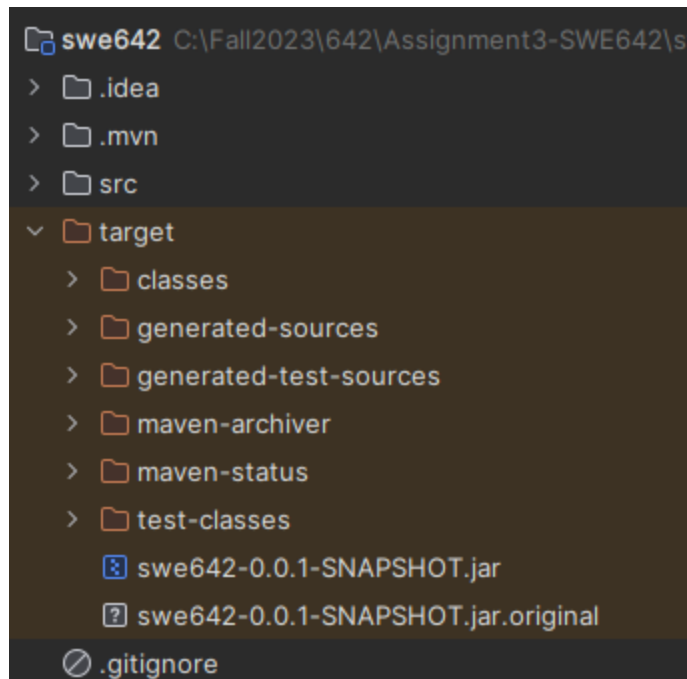 swe642 C:\Fall2023\642\Assignment3-SWE642\s
.idea
.mvn
src
target
classes
generated-sources
generated-test-sources
maven-archiver
maven-status
test-classes
swe642-0.0.1-SNAPSHOT.jar
? swe642-0.0.1-SNAPSHOT.jar.original
.gitignore